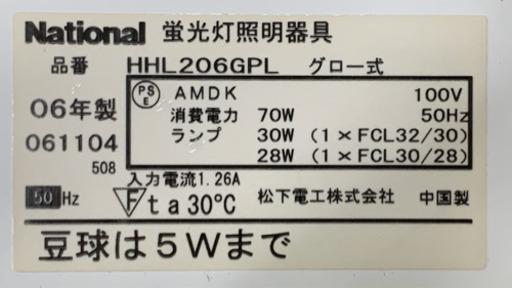 National 蛍光灯照明器具
品番 HHL206GPL グロー式
06年製
061104
508
PSE AMDK 100V
消費電力 70W 50Hz
ランプ 30W (1×FCL32/30)
28W (1×FCL30/28)
入力電流1.26A
50Hz F ta30℃ 松下電工株式会社 中国製
豆球は5Wまで